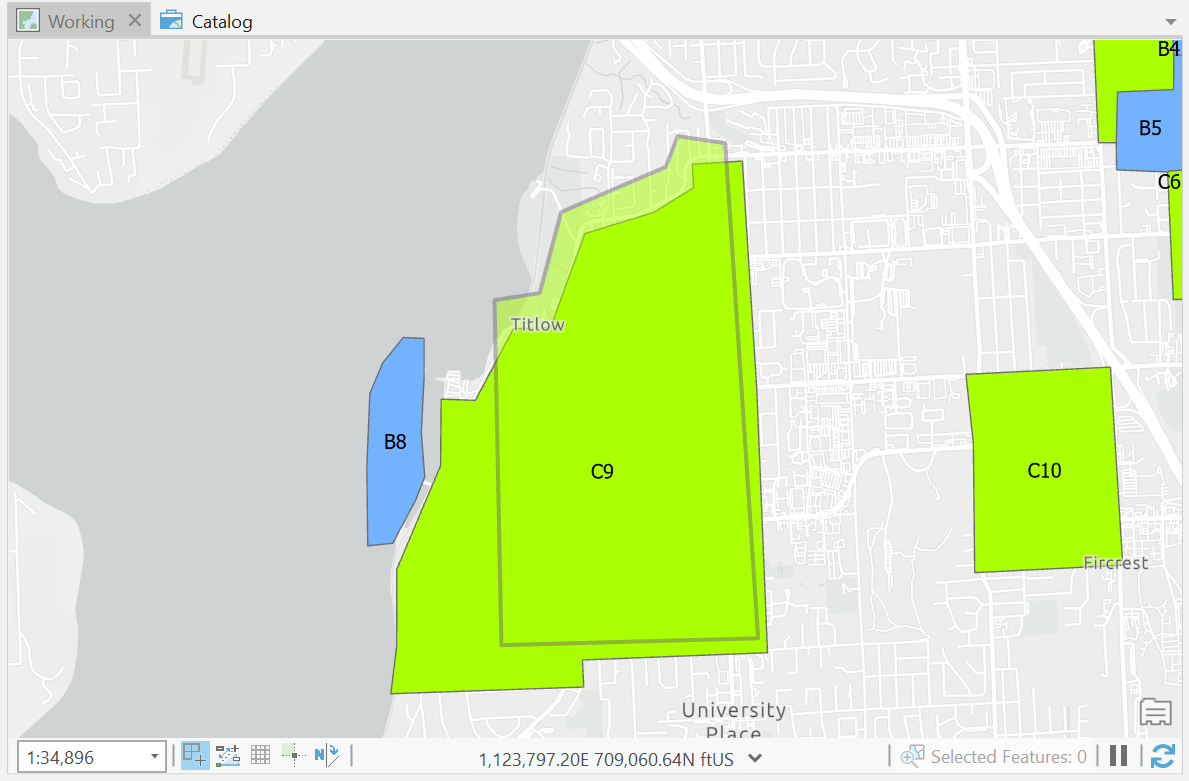 Working
Catalog
B4
B5
C6
Titlow
B8
C9
C10
Fircrest
University
Place
1:34,896
N
1,123,797.20E 709,060.64N ftUS
Selected Features: 0